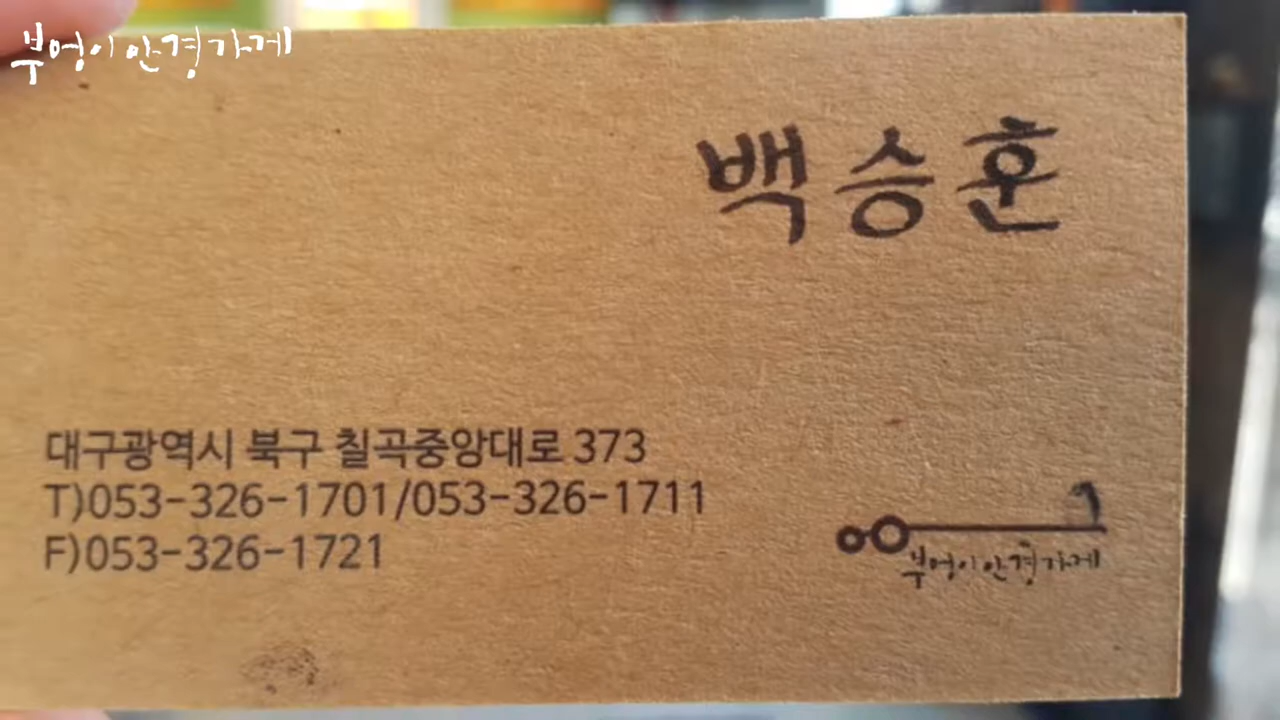 부엉이안경가게
백승훈
대구광역시 북구 칠곡중앙대로 373
T)053-326-1701/053-326-1711
F)053-326-1721
부엉이안경가게